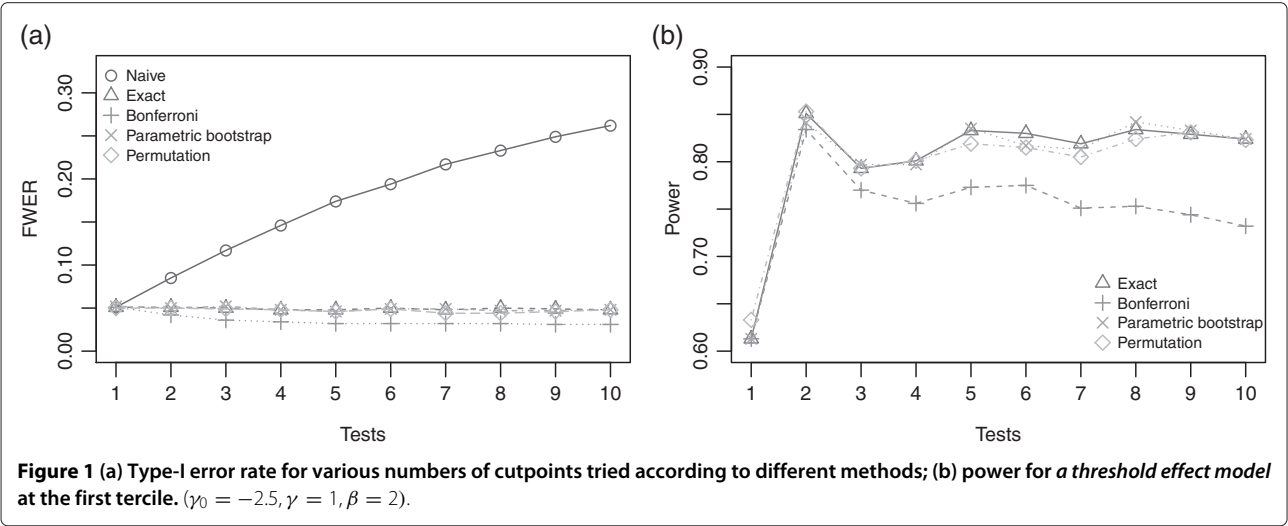 (a)
Naive
Exact
Bonferroni
Parametric bootstrap
Permutation
FWER
0.30
0.20
0.10
0.00
1 2 3 4 5 6 7 8 9 10
Tests
(b)
Power
0.90
0.80
0.70
0.60
Exact
Bonferroni
Parametric bootstrap
Permutation
1 2 3 4 5 6 7 8 9 10
Tests
Figure 1 (a) Type-I error rate for various numbers of cutpoints tried according to different methods; (b) power for a threshold effect model
at the first tercile. (γ₀ = −2.5, γ = 1, β = 2).